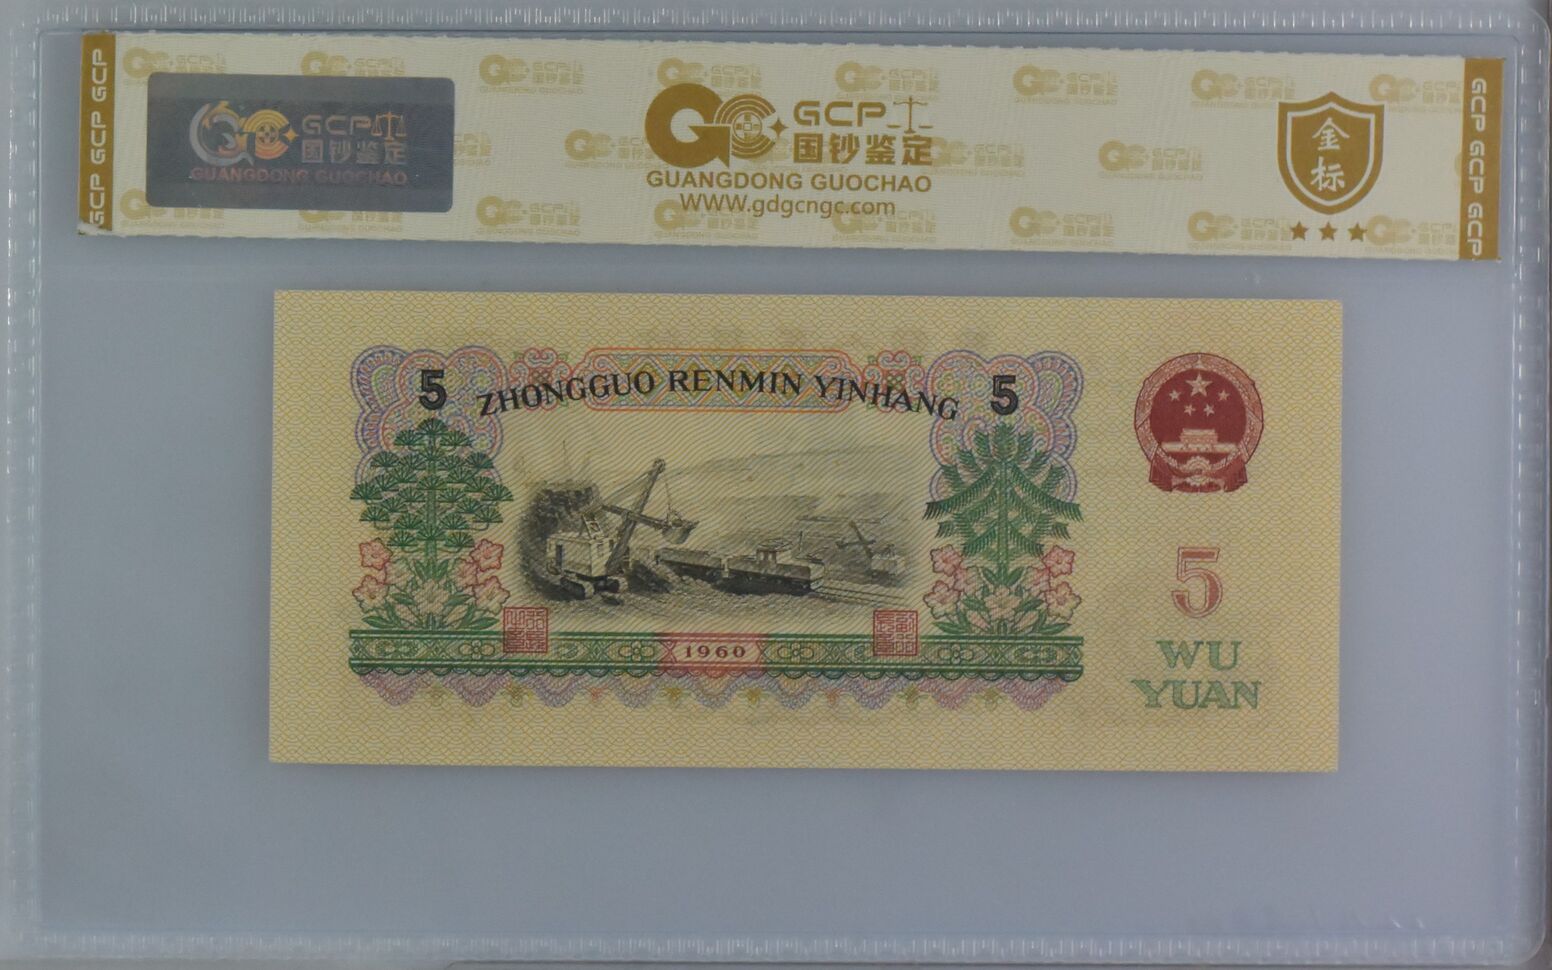 GCP GCP GCP
GCP
国钞鉴定
GUANGDONG GUOCHAO
GCP
国钞鉴定
GUANGDONG GUOCHAO
WWW.gdgcngc.com
金
标
GCP GCP GCP
5
ZHONGGUO RENMIN YINHANG
5
1960
5
WU
YUAN